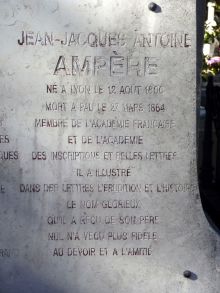 JEAN-JACQUES ANTOINE
AMPÈRE
NÉ A LYON LE 12 AOUT 1800
MORT A PAU LE 27 MARS 1864
MEMBRE DE L'ACADÉMIE FRANÇAISE
ET DE L'ACADÉMIE
DES INSCRIPTIONS ET BELLES LETTRES
IL A ILLUSTRÉ
DANS LES LETTRES L'ÉRUDITION ET L'HISTOIRE
LE NOM GLORIEUX
QU'IL A REÇU DE SON PÈRE
NUL N'A VÉCU PLUS FIDÈLE
AU DEVOIR ET A L'AMITIÉ